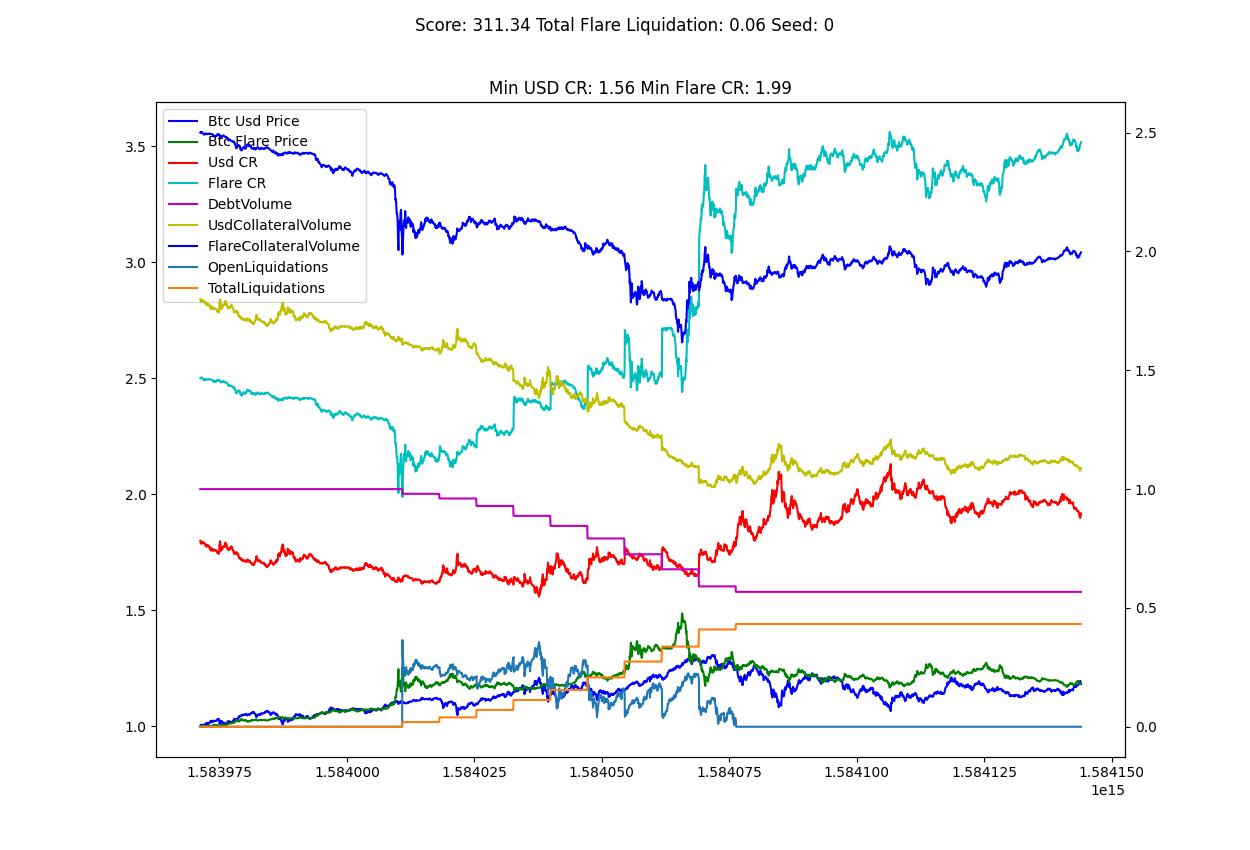 Score: 311.34 Total Flare Liquidation: 0.06 Seed: 0
Min USD CR: 1.56 Min Flare CR: 1.99
Btc Usd Price
Btc Flare Price
Usd CR
Flare CR
DebtVolume
UsdCollateralVolume
FlareCollateralVolume
OpenLiquidations
TotalLiquidations
3.5
3.0
2.5
2.0
1.5
1.0
2.5
2.0
1.5
1.0
0.5
0.0
1.583975 1.584000 1.584025 1.584050 1.584075 1.584100 1.584125 1.584150
1e15